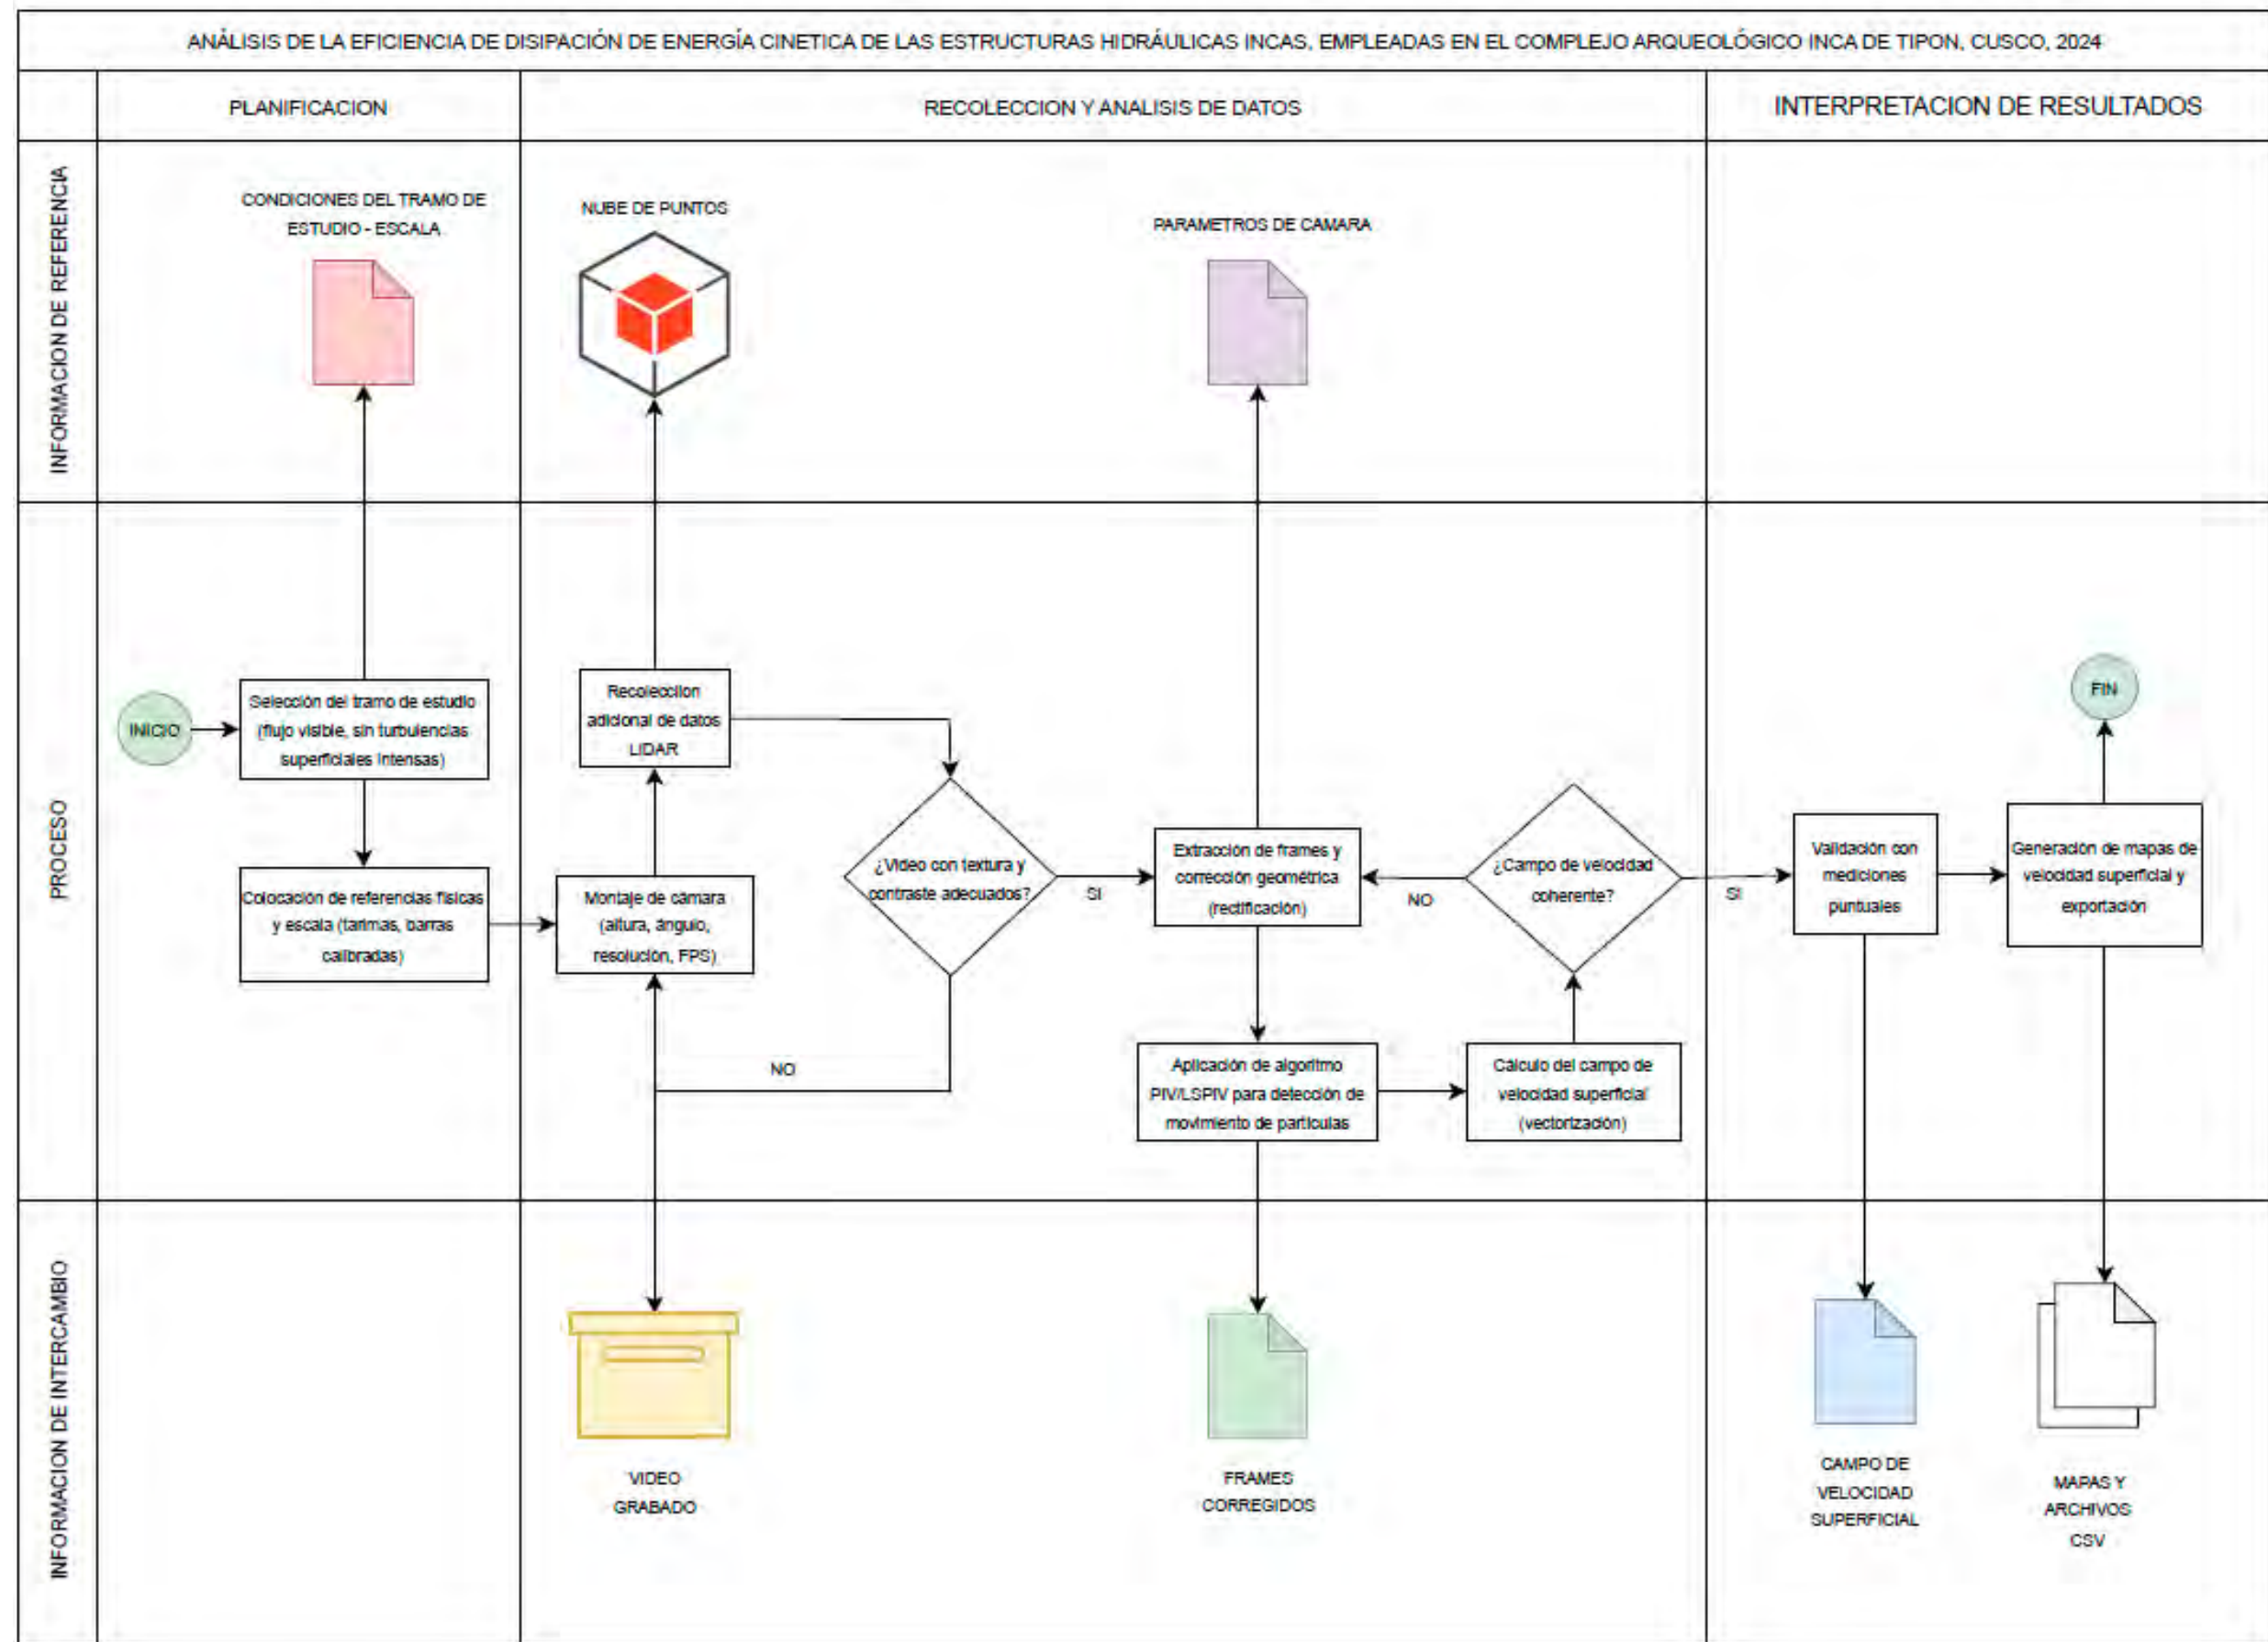 ANÁLISIS DE LA EFICIENCIA DE DISIPACIÓN DE ENERGÍA CINETICA DE LAS ESTRUCTURAS HIDRÁULICAS INCAS, EMPLEADAS EN EL COMPLEJO ARQUEOLÓGICO INCA DE TIPON, CUSCO, 2024
PLANIFICACION
RECOLECCION Y ANALISIS DE DATOS
INTERPRETACION DE RESULTADOS
INFORMACION DE REFERENCIA
CONDICIONES DEL TRAMO DE
ESTUDIO - ESCALA
NUBE DE PUNTOS
PARAMETROS DE CAMARA
PROCESO
INICIO
Selección del tramo de estudio
(flujo visible, sin turbulencias
superficiales intensas)
Colocación de referencias físicas
y escala (tarimas, barras
calibradas)
Recolección
adicional de datos
LIDAR
Montaje de cámara
(altura, ángulo,
resolución, FPS)
¿Video con textura y
contraste adecuados?
SI
NO
Extracción de frames y
corrección geométrica
(rectificación)
Aplicación de algoritmo
PIV/LSPIV para detección de
movimiento de partículas
Cálculo del campo de
velocidad superficial
(vectorización)
¿Campo de velocidad
coherente?
NO
SI
Validación con
mediciones
puntuales
Generación de mapas de
velocidad superficial y
exportación
FIN
INFORMACION DE INTERCAMBIO
VIDEO
GRABADO
FRAMES
CORREGIDOS
CAMPO DE
VELOCIDAD
SUPERFICIAL
MAPAS Y
ARCHIVOS
CSV